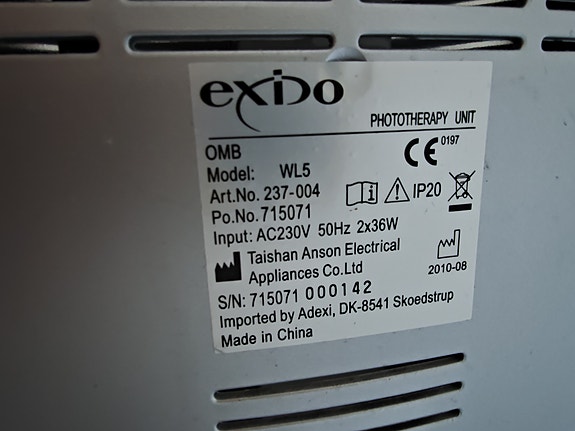 exido
PHOTOTHERAPY UNIT
OMB
CE 0197
Model: WL5
Art.No. 237-004
IP20
Po.No. 715071
Input: AC230V 50Hz 2x36W
Taishan Anson Electrical
Appliances Co.Ltd
2010-08
S/N: 715071 000142
Imported by Adexi, DK-8541 Skoedstrup
Made in China